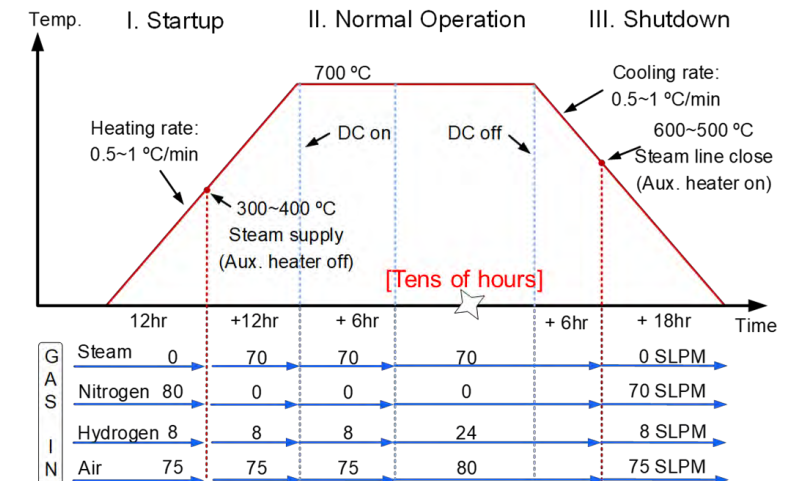 Temp.
I. Startup
II. Normal Operation
III. Shutdown
700 ºC
Cooling rate:
0.5~1 ºC/min
Heating rate:
0.5~1 ºC/min
DC on
DC off
600~500 ºC
Steam line close
(Aux. heater on)
300~400 ºC
Steam supply
(Aux. heater off)
[Tens of hours]
12hr
+12hr
+ 6hr
+ 6hr
+ 18hr
Time
GAS IN
Steam 0 70 70 70 0 SLPM
Nitrogen 80 0 0 0 70 SLPM
Hydrogen 8 8 8 24 8 SLPM
Air 75 75 75 80 75 SLPM